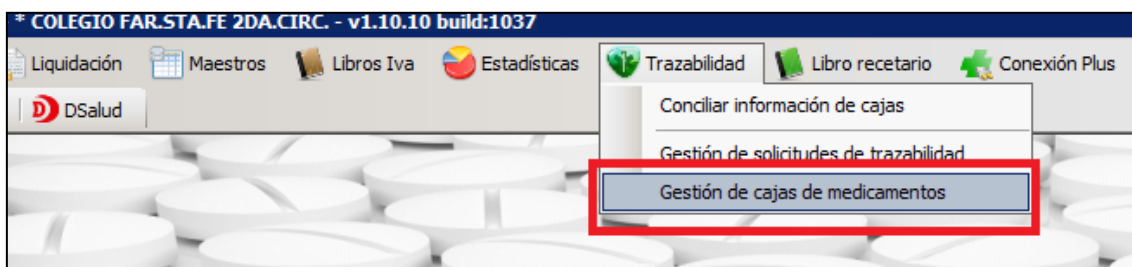 * COLEGIO FAR.STA.FE 2DA.CIRC. - v1.10.10 build:1037
Liquidación Maestros Libros Iva Estadísticas Trazabilidad Libro recetario Conexión Plus
DSalud
Conciliar información de cajas
Gestión de solicitudes de trazabilidad
Gestión de cajas de medicamentos